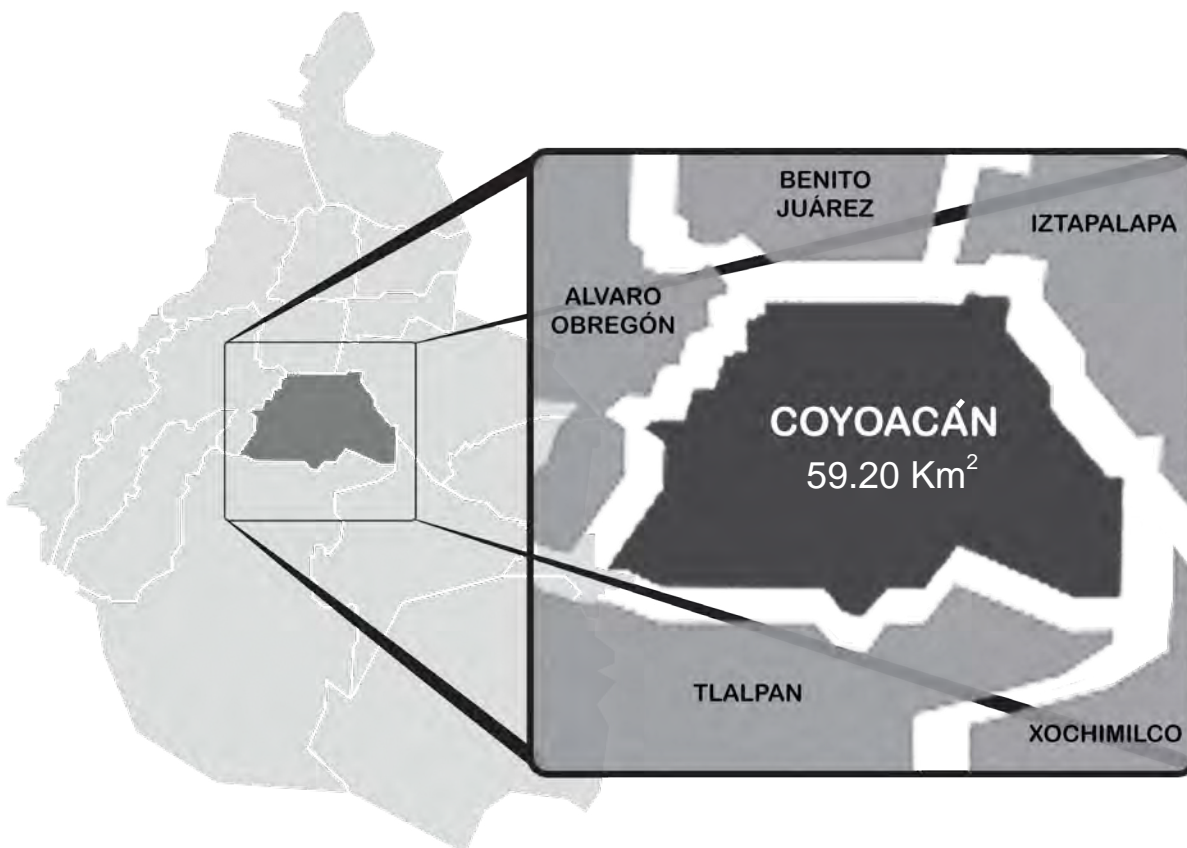 BENITO
JUÁREZ
IZTAPALAPA
ALVARO
OBREGÓN
COYOACÁN
59.20 Km²
TLALPAN
XOCHIMILCO